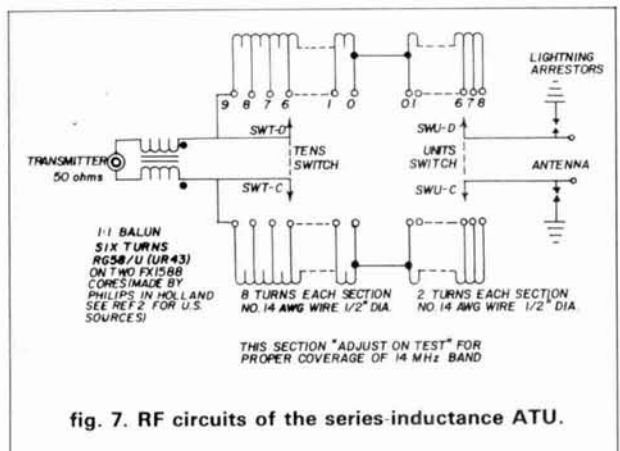 LIGHTNING
ARRESTORS
9 8 7 6 1 0 01 6 7 8
SWT-D
SWU-D
TRANSMITTER
50 ohms
TENS
SWITCH
UNITS
SWITCH
ANTENNA
SWT-C
SWU-C
1:1 BALUN
SIX TURNS
RG58/U (UR43)
ON TWO FX1588
CORES(MADE BY
PHILIPS IN HOLLAND
SEE REF 2 FOR U.S.
SOURCES)
8 TURNS EACH SECTION
NO. 14 AWG WIRE 1/2" DIA.
2 TURNS EACH SECTION
NO. 14 AWG WIRE 1/2" DIA.
THIS SECTION "ADJUST ON TEST" FOR
PROPER COVERAGE OF 14 MHz BAND
fig. 7. RF circuits of the series-inductance ATU.